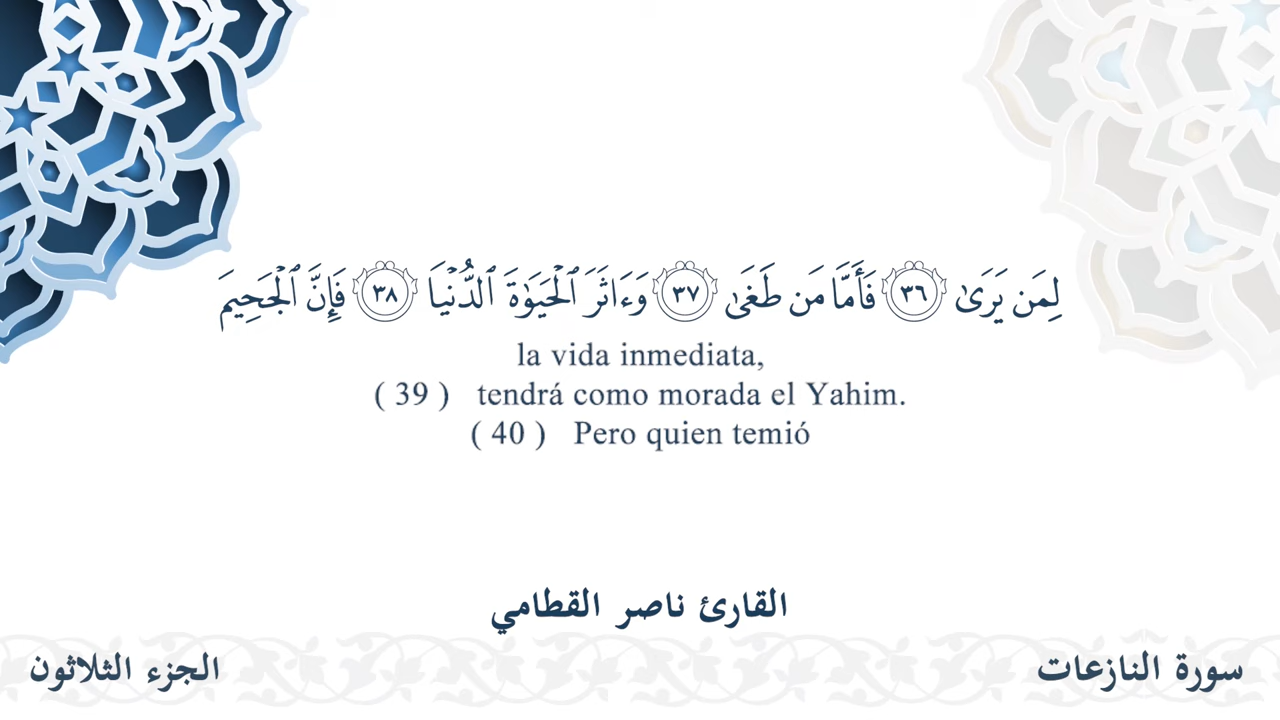 لِمَن يَرَىٰ ٣٦ فَأَمَّا مَن طَغَىٰ ٣٧ وَءَاثَرَ ٱلْحَيَوٰةَ ٱلدُّنْيَا ٣٨ فَإِنَّ ٱلْجَحِيمَ
la vida inmediata,
( 39 ) tendrá como morada el Yahim.
( 40 ) Pero quien temió
القارئ ناصر القطامي
سورة النازعات
الجزء الثلاثون